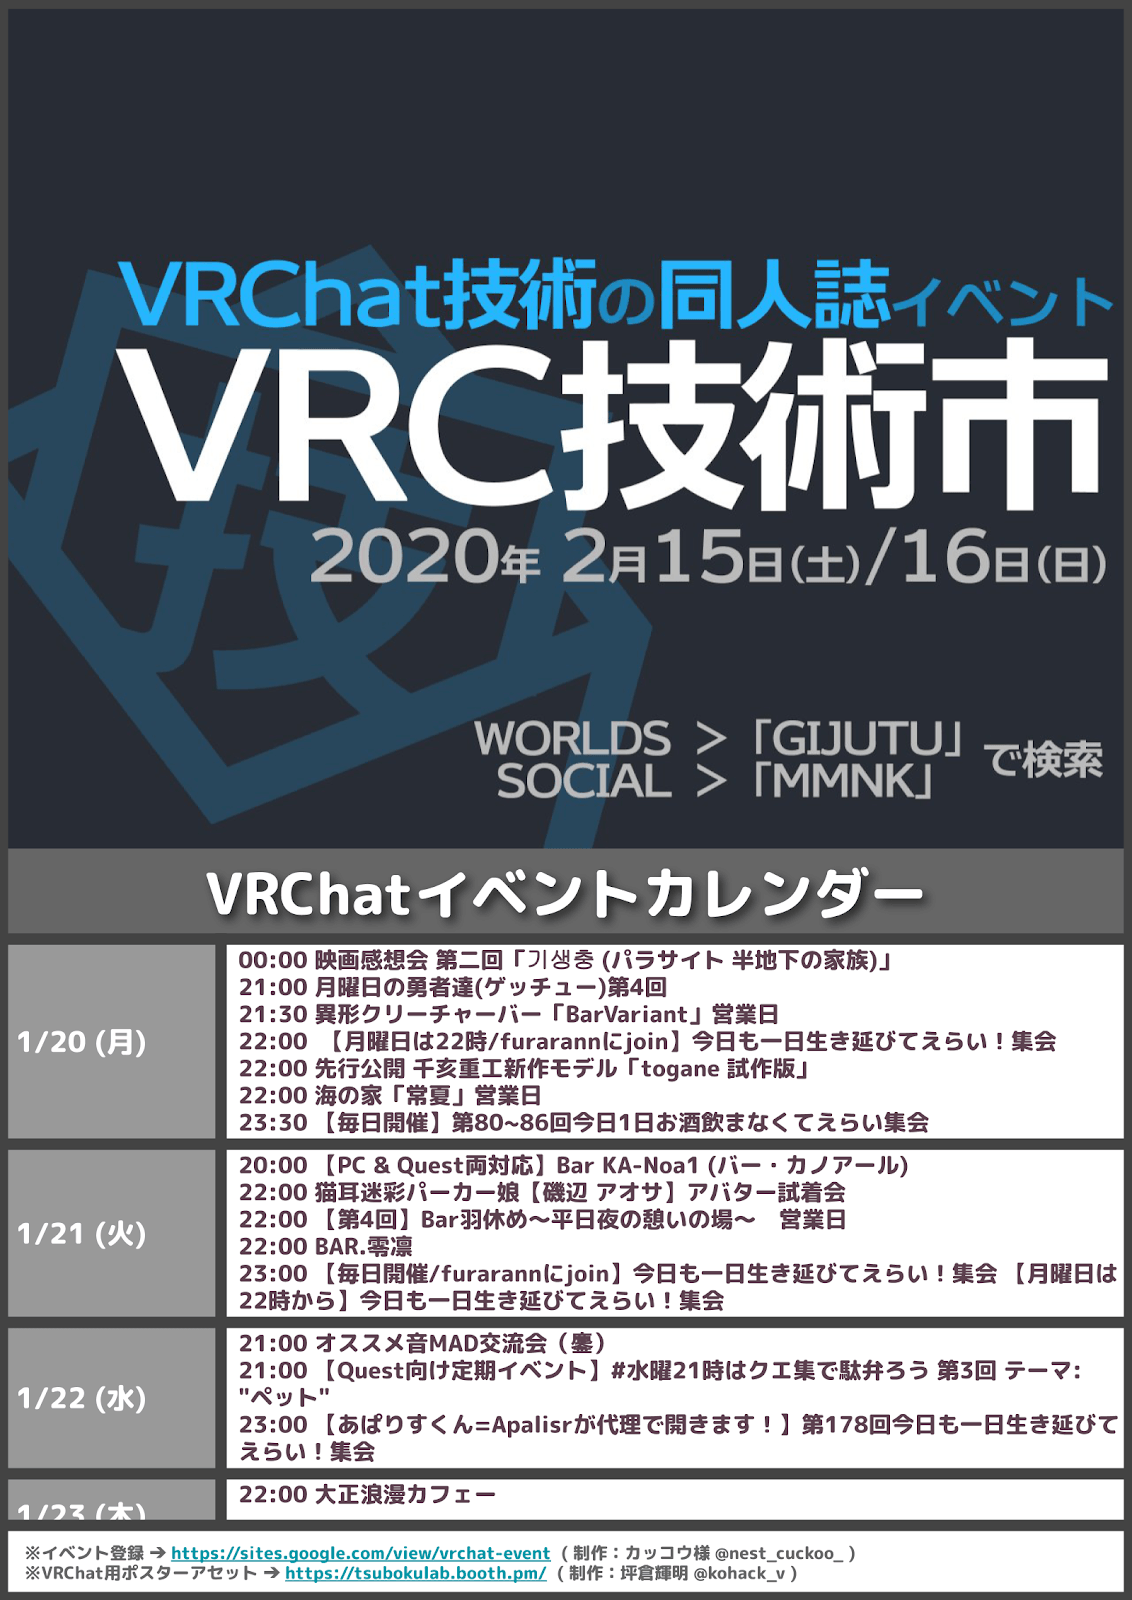 VRChat技術の同人誌イベント
VRC技術市
2020年 2月15日(土)/16日(日)
WORLDS ＞「GIJUTU」
SOCIAL ＞「MMNK」
で検索
技
VRChatイベントカレンダー
1/20 (月)
00:00 映画感想会 第二回「기생충 (パラサイト 半地下の家族)」
21:00 月曜日の勇者達(ゲッチュー)第4回
21:30 異形クリーチャーバー「BarVariant」営業日
22:00 【月曜日は22時/furarannにjoin】今日も一日生き延びてえらい！集会
22:00 先行公開 千亥重工新作モデル「togane 試作版」
22:00 海の家「常夏」営業日
23:30 【毎日開催】第80~86回今日1日お酒飲まなくてえらい集会
1/21 (火)
20:00 【PC & Quest両対応】Bar KA-Noa1 (バー・カノアール)
22:00 猫耳迷彩パーカー娘【磯辺 アオサ】アバター試着会
22:00 【第4回】Bar羽休め〜平日夜の憩いの場〜　営業日
22:00 BAR.零凛
23:00 【毎日開催/furarannにjoin】今日も一日生き延びてえらい！集会 【月曜日は
22時から】今日も一日生き延びてえらい！集会
1/22 (水)
21:00 オススメ音MAD交流会（鏖）
21:00 【Quest向け定期イベント】#水曜21時はクエ集で駄弁ろう 第3回 テーマ:
"ペット"
23:00 【あぱりすくん=Apalisrが代理で開きます！】第178回今日も一日生き延びて
えらい！集会
1/23 (木)
22:00 大正浪漫カフェー
※イベント登録 → https://sites.google.com/view/vrchat-event ( 制作：カッコウ様 @nest_cuckoo_ )
※VRChat用ポスターアセット → https://tsubokulab.booth.pm/ ( 制作：坪倉輝明 @kohack_v )